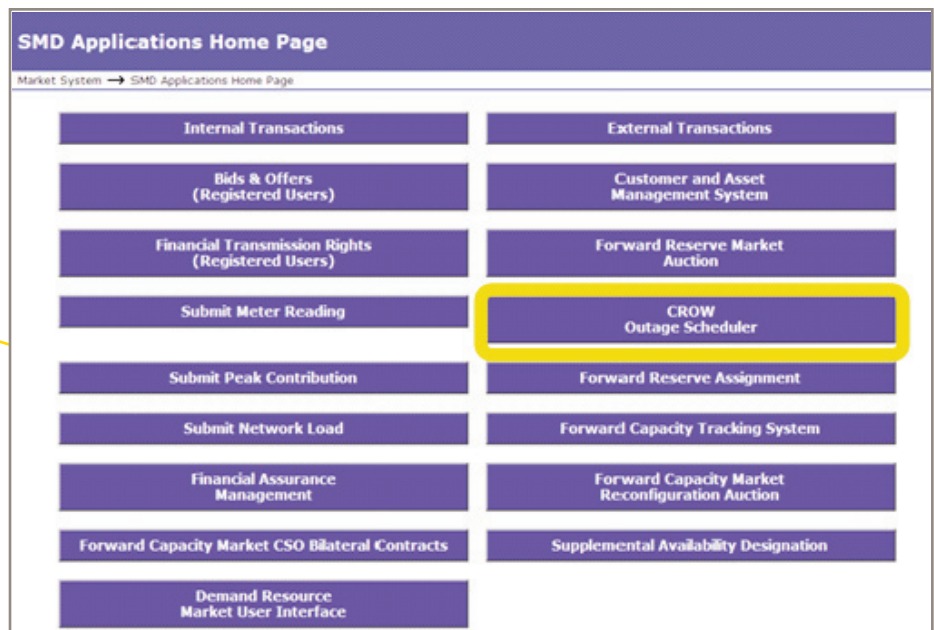 SMD Applications Home Page
Market System → SMD Applications Home Page
Internal Transactions
External Transactions
Bids & Offers
(Registered Users)
Customer and Asset
Management System
Financial Transmission Rights
(Registered Users)
Forward Reserve Market
Auction
Submit Meter Reading
CROW
Outage Scheduler
Submit Peak Contribution
Forward Reserve Assignment
Submit Network Load
Forward Capacity Tracking System
Financial Assurance
Management
Forward Capacity Market
Reconfiguration Auction
Forward Capacity Market CSO Bilateral Contracts
Supplemental Availability Designation
Demand Resource
Market User Interface